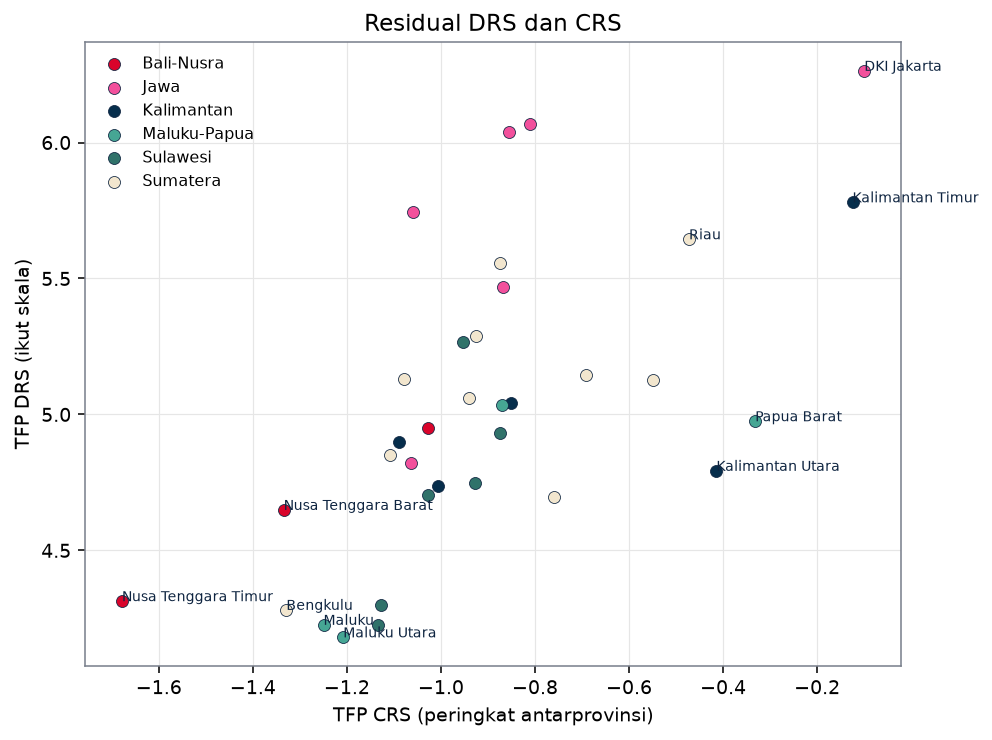 Residual DRS dan CRS
Bali-Nusra
Jawa
Kalimantan
Maluku-Papua
Sulawesi
Sumatera
DKI Jakarta
Kalimantan Timur
Riau
Papua Barat
Kalimantan Utara
Nusa Tenggara Barat
Nusa Tenggara Timur
Bengkulu
Maluku
Maluku Utara
TFP DRS (ikut skala)
6.0
5.5
5.0
4.5
−1.6 −1.4 −1.2 −1.0 −0.8 −0.6 −0.4 −0.2
TFP CRS (peringkat antarprovinsi)